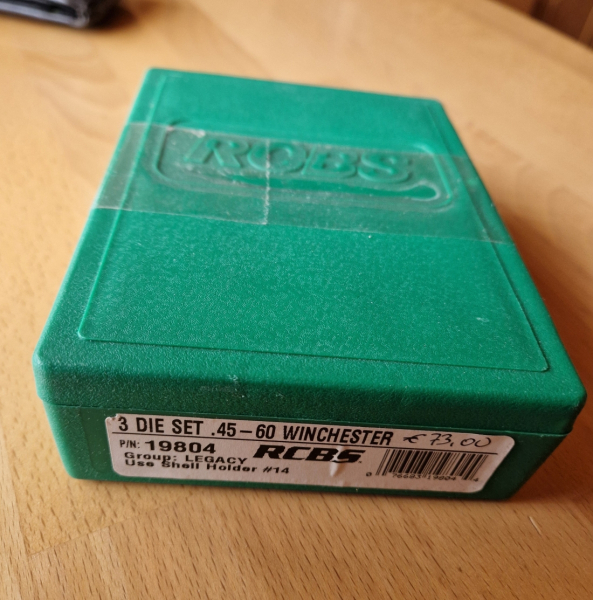 RCBS
3 DIE SET .45-60 WINCHESTER € 73,00
P/N: 19804 RCBS.
Group: LEGACY
Use Shell Holder #14